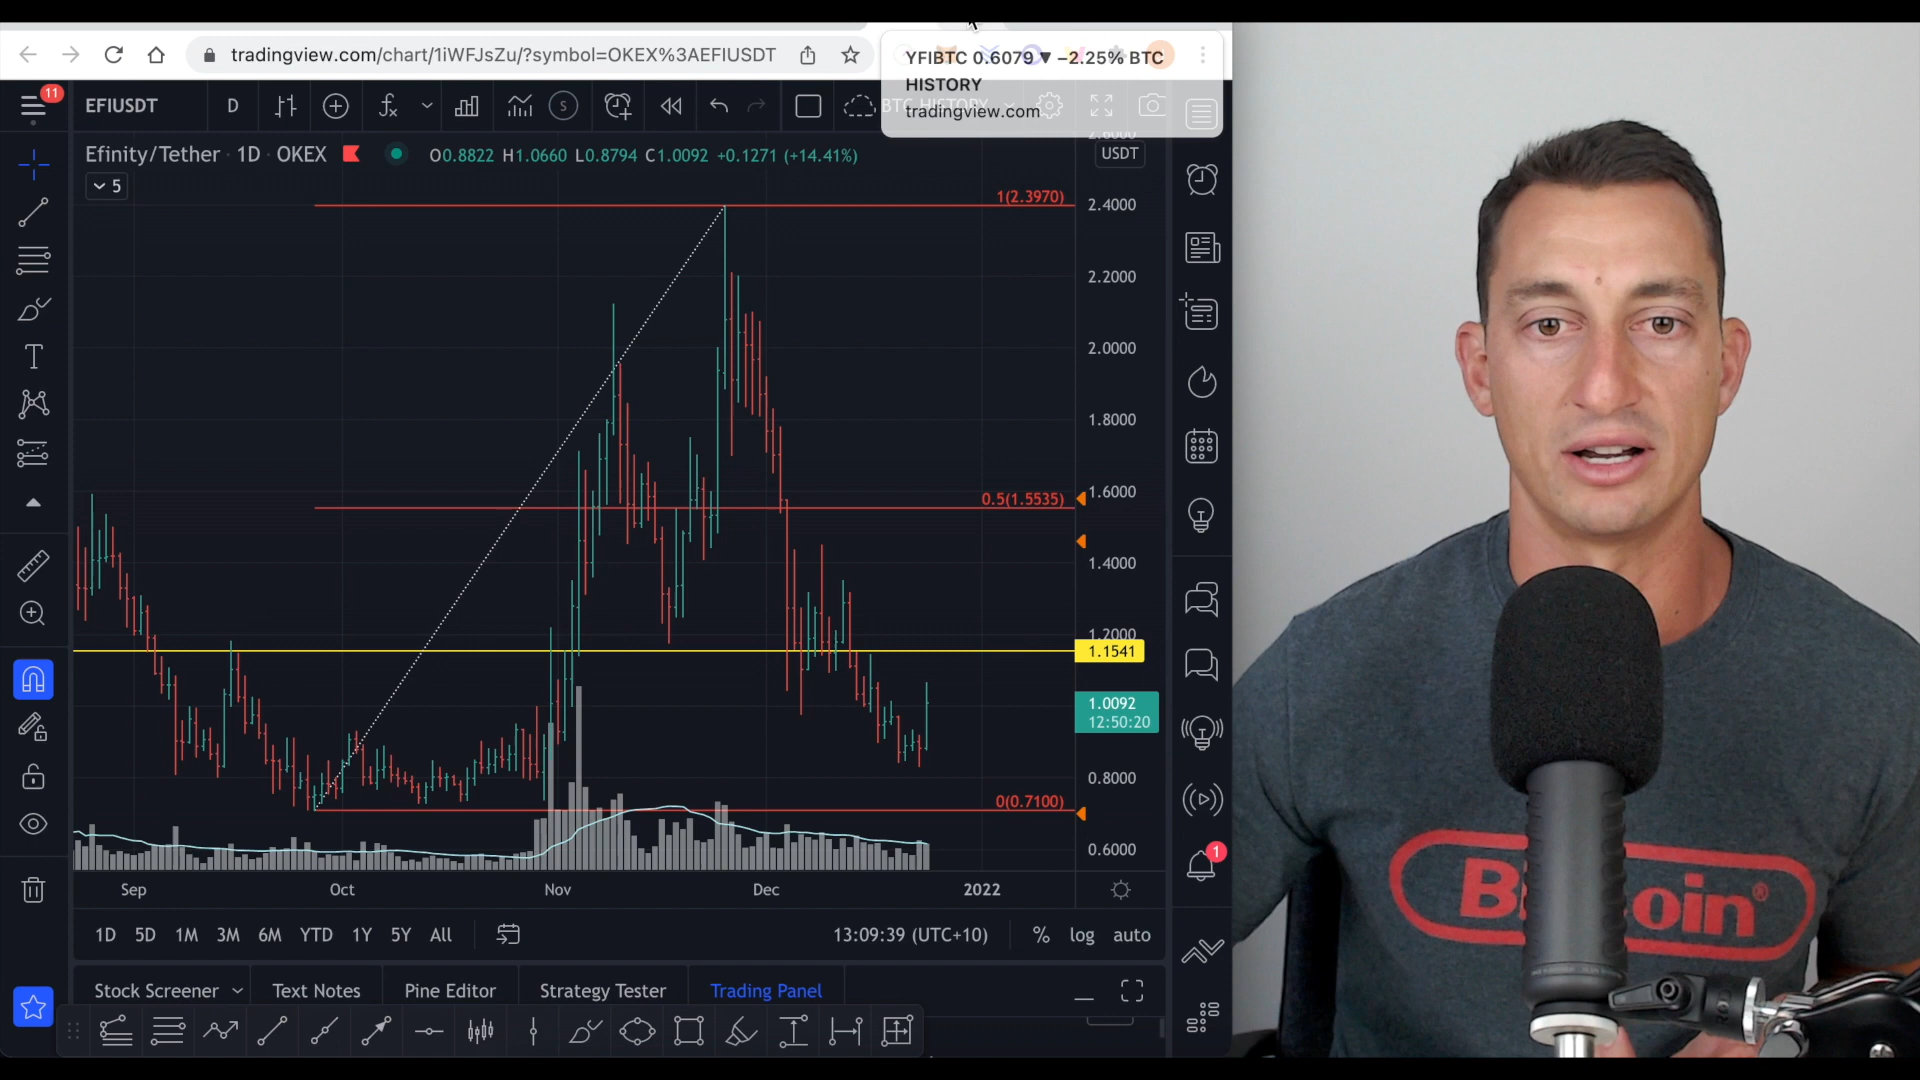 tradingview.com/chart/1iWFJsZu/?symbol=OKEX%3AEFIUSDT
YFIBTC 0.6079 ▼ −2.25% BTC
HISTORY
tradingview.com
11
EFIUSDT
D
S
BTC HISTORY
2.6000
Efinity/Tether · 1D · OKEX
O0.8822 H1.0660 L0.8794 C1.0092 +0.1271 (+14.41%)
USDT
5
1(2.3970)
2.4000
2.2000
2.0000
1.8000
0.5(1.5535)
1.6000
1.4000
1.2000
1.1541
1.0092
12:50:20
0.8000
0(0.7100)
0.6000
1
Sep Oct Nov Dec 2022
1D 5D 1M 3M 6M YTD 1Y 5Y All
13:09:39 (UTC+10)
% log auto
Stock Screener Text Notes Pine Editor Strategy Tester Trading Panel